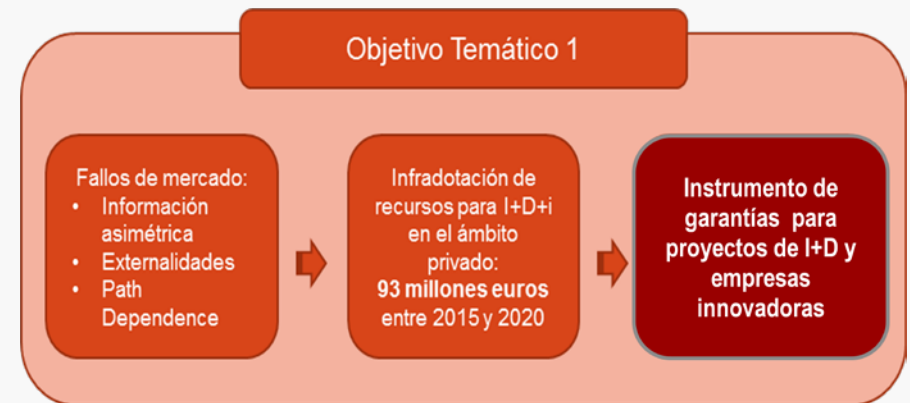 Objetivo Temático 1
Fallos de mercado:
• Información
asimétrica
• Externalidades
• Path
Dependence
Infradotación de
recursos para I+D+i
en el ámbito
privado:
93 millones euros
entre 2015 y 2020
Instrumento de
garantías para
proyectos de I+D y
empresas
innovadoras